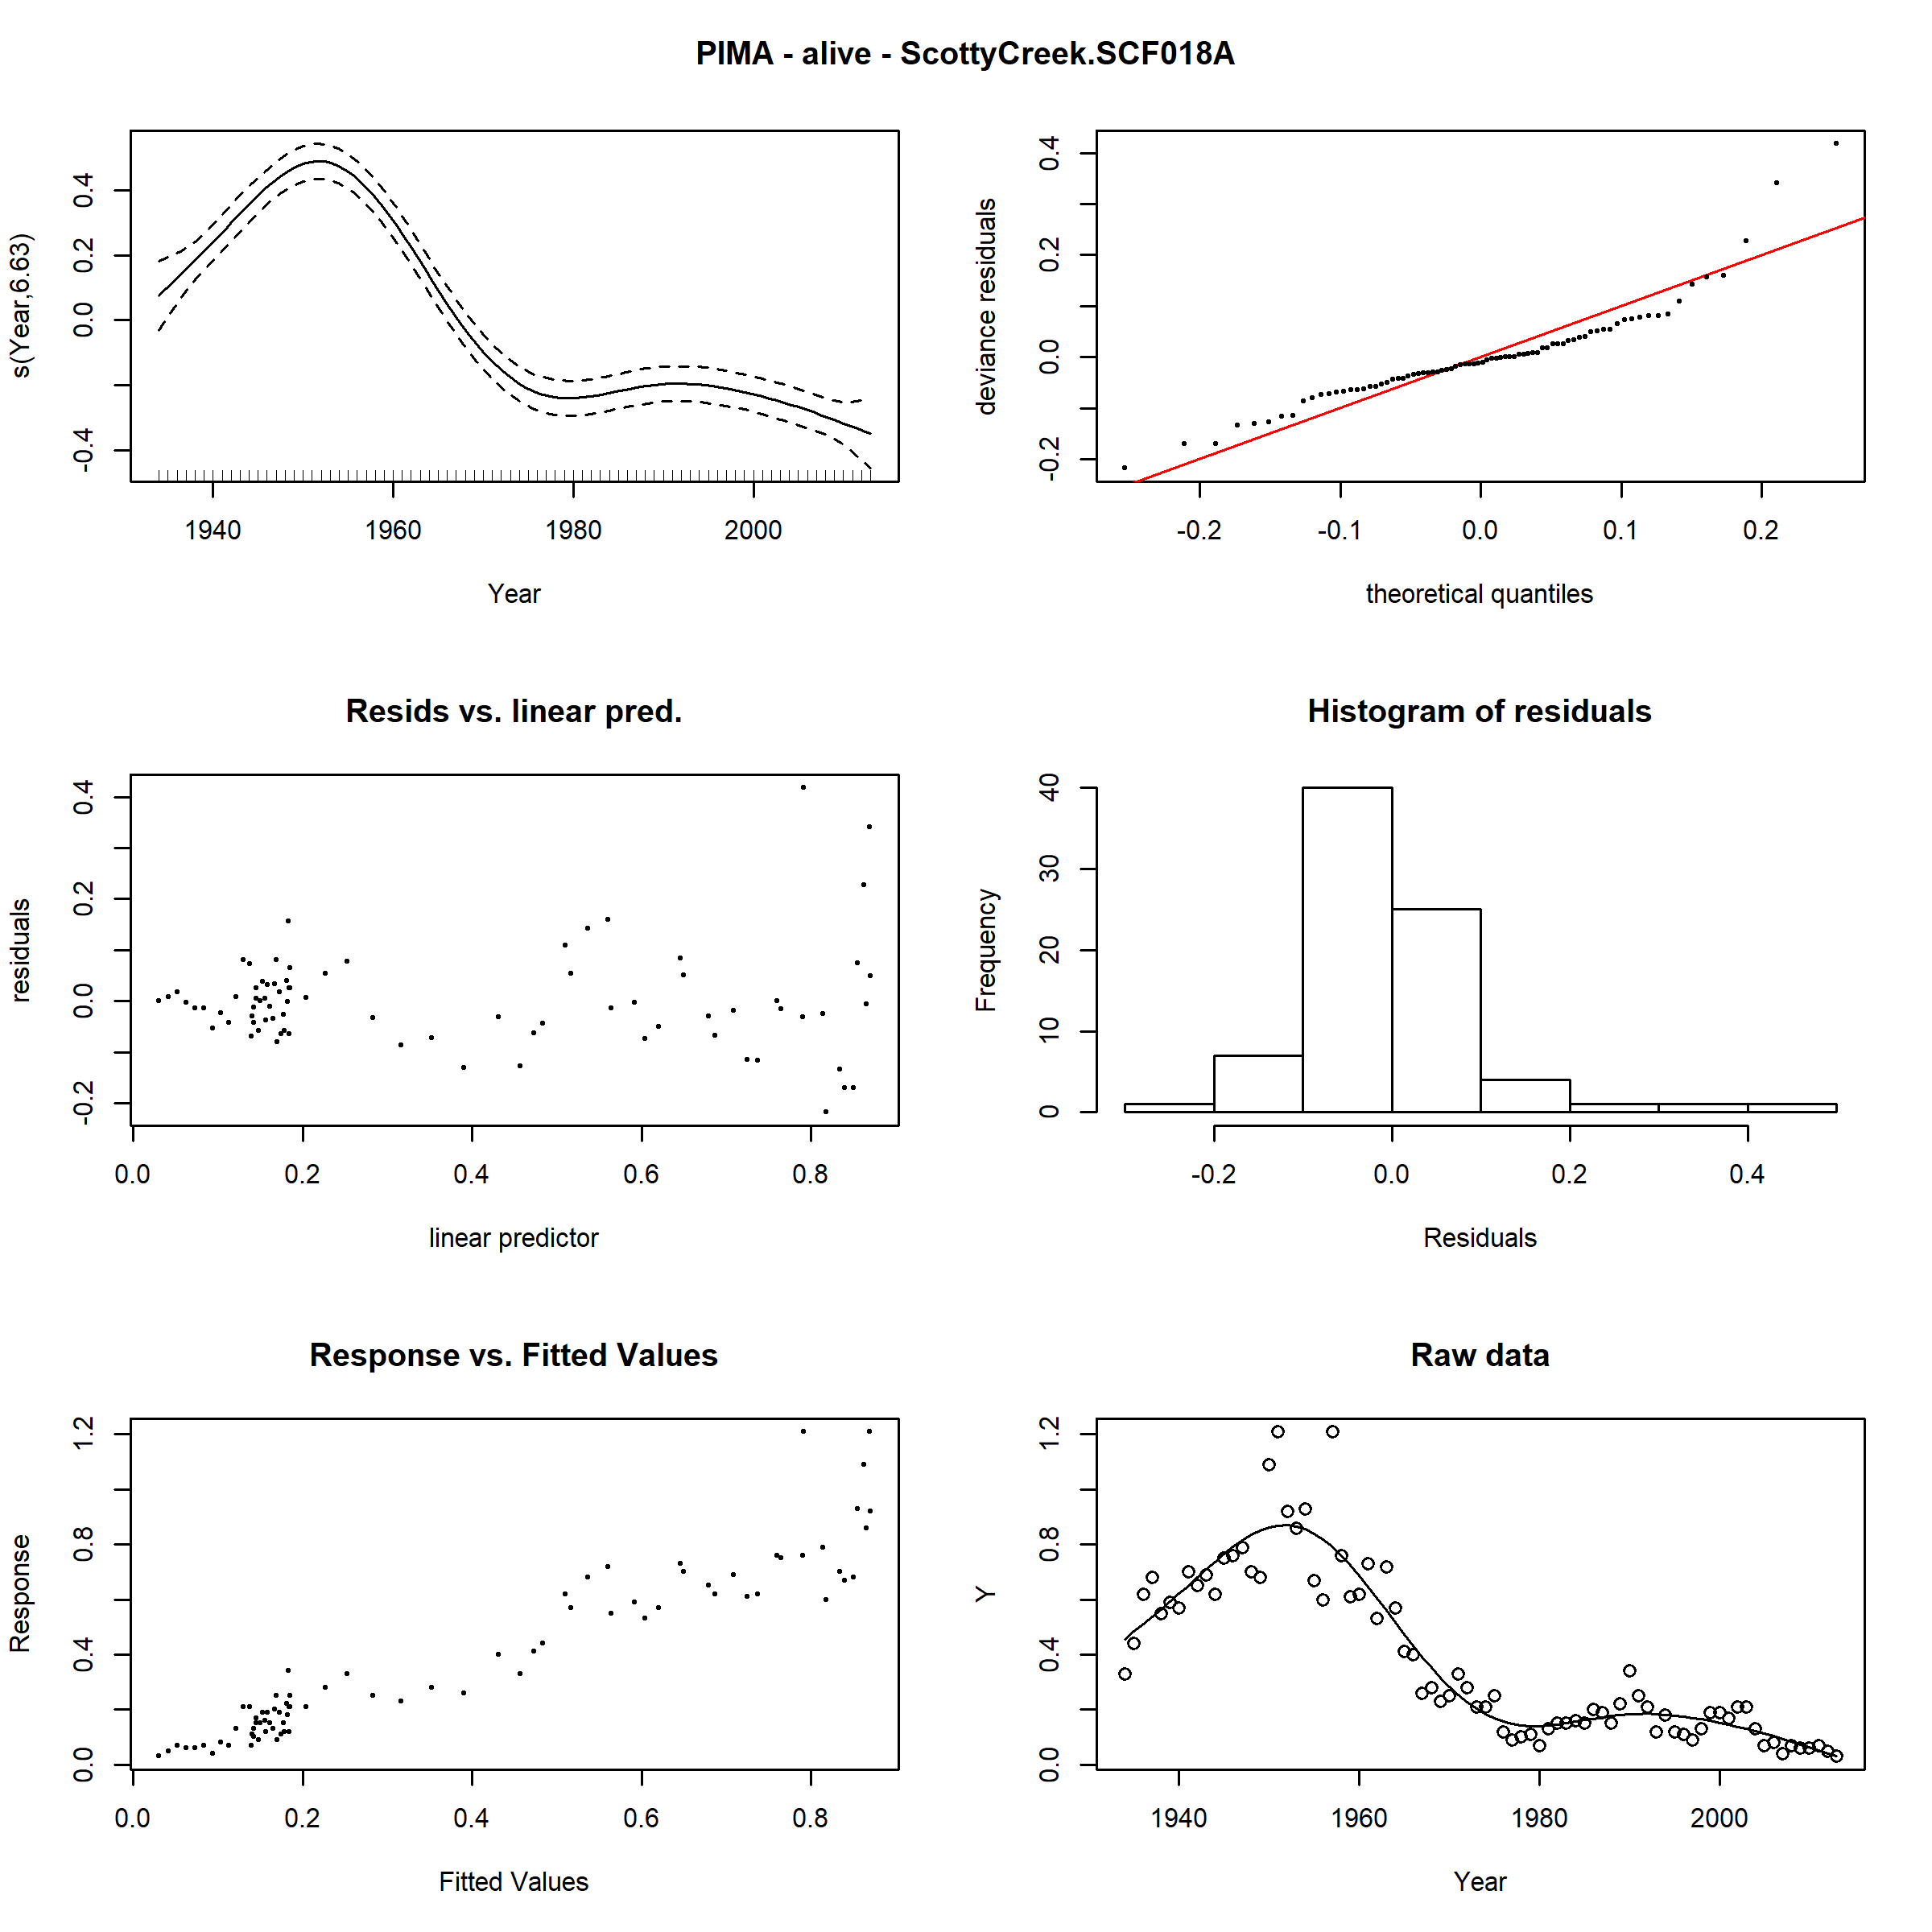 PIMA - alive - ScottyCreek.SCF018A
s(Year,6.63)
-0.4 0.0 0.2 0.4
1940 1960 1980 2000
Year
deviance residuals
-0.2 0.0 0.2 0.4
-0.2 -0.1 0.0 0.1 0.2
theoretical quantiles
Resids vs. linear pred.
residuals
-0.2 0.0 0.2 0.4
0.0 0.2 0.4 0.6 0.8
linear predictor
Histogram of residuals
Frequency
0 10 20 30 40
-0.2 0.0 0.2 0.4
Residuals
Response vs. Fitted Values
Response
0.0 0.4 0.8 1.2
0.0 0.2 0.4 0.6 0.8
Fitted Values
Raw data
Y
0.0 0.4 0.8 1.2
1940 1960 1980 2000
Year